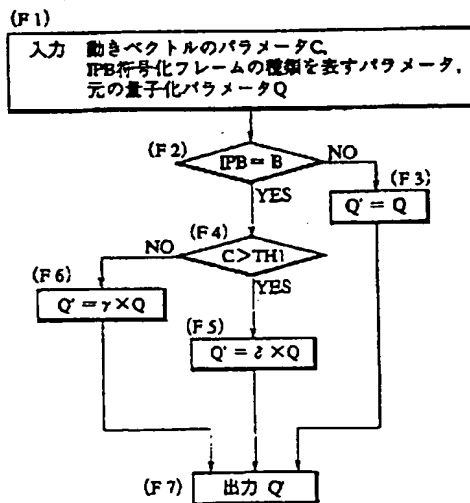 (F1)
入力 動きベクトルのパラメータC,
IPB符号化フレームの種類を表すパラメータ,
元の量子化パラメータQ
(F2)
IPB= B
NO
YES
(F3)
Q'= Q
(F4)
NO
C>TH1
YES
(F6)
Q'= γ×Q
(F5)
Q'= ×Q
(F7)
出力 Q'